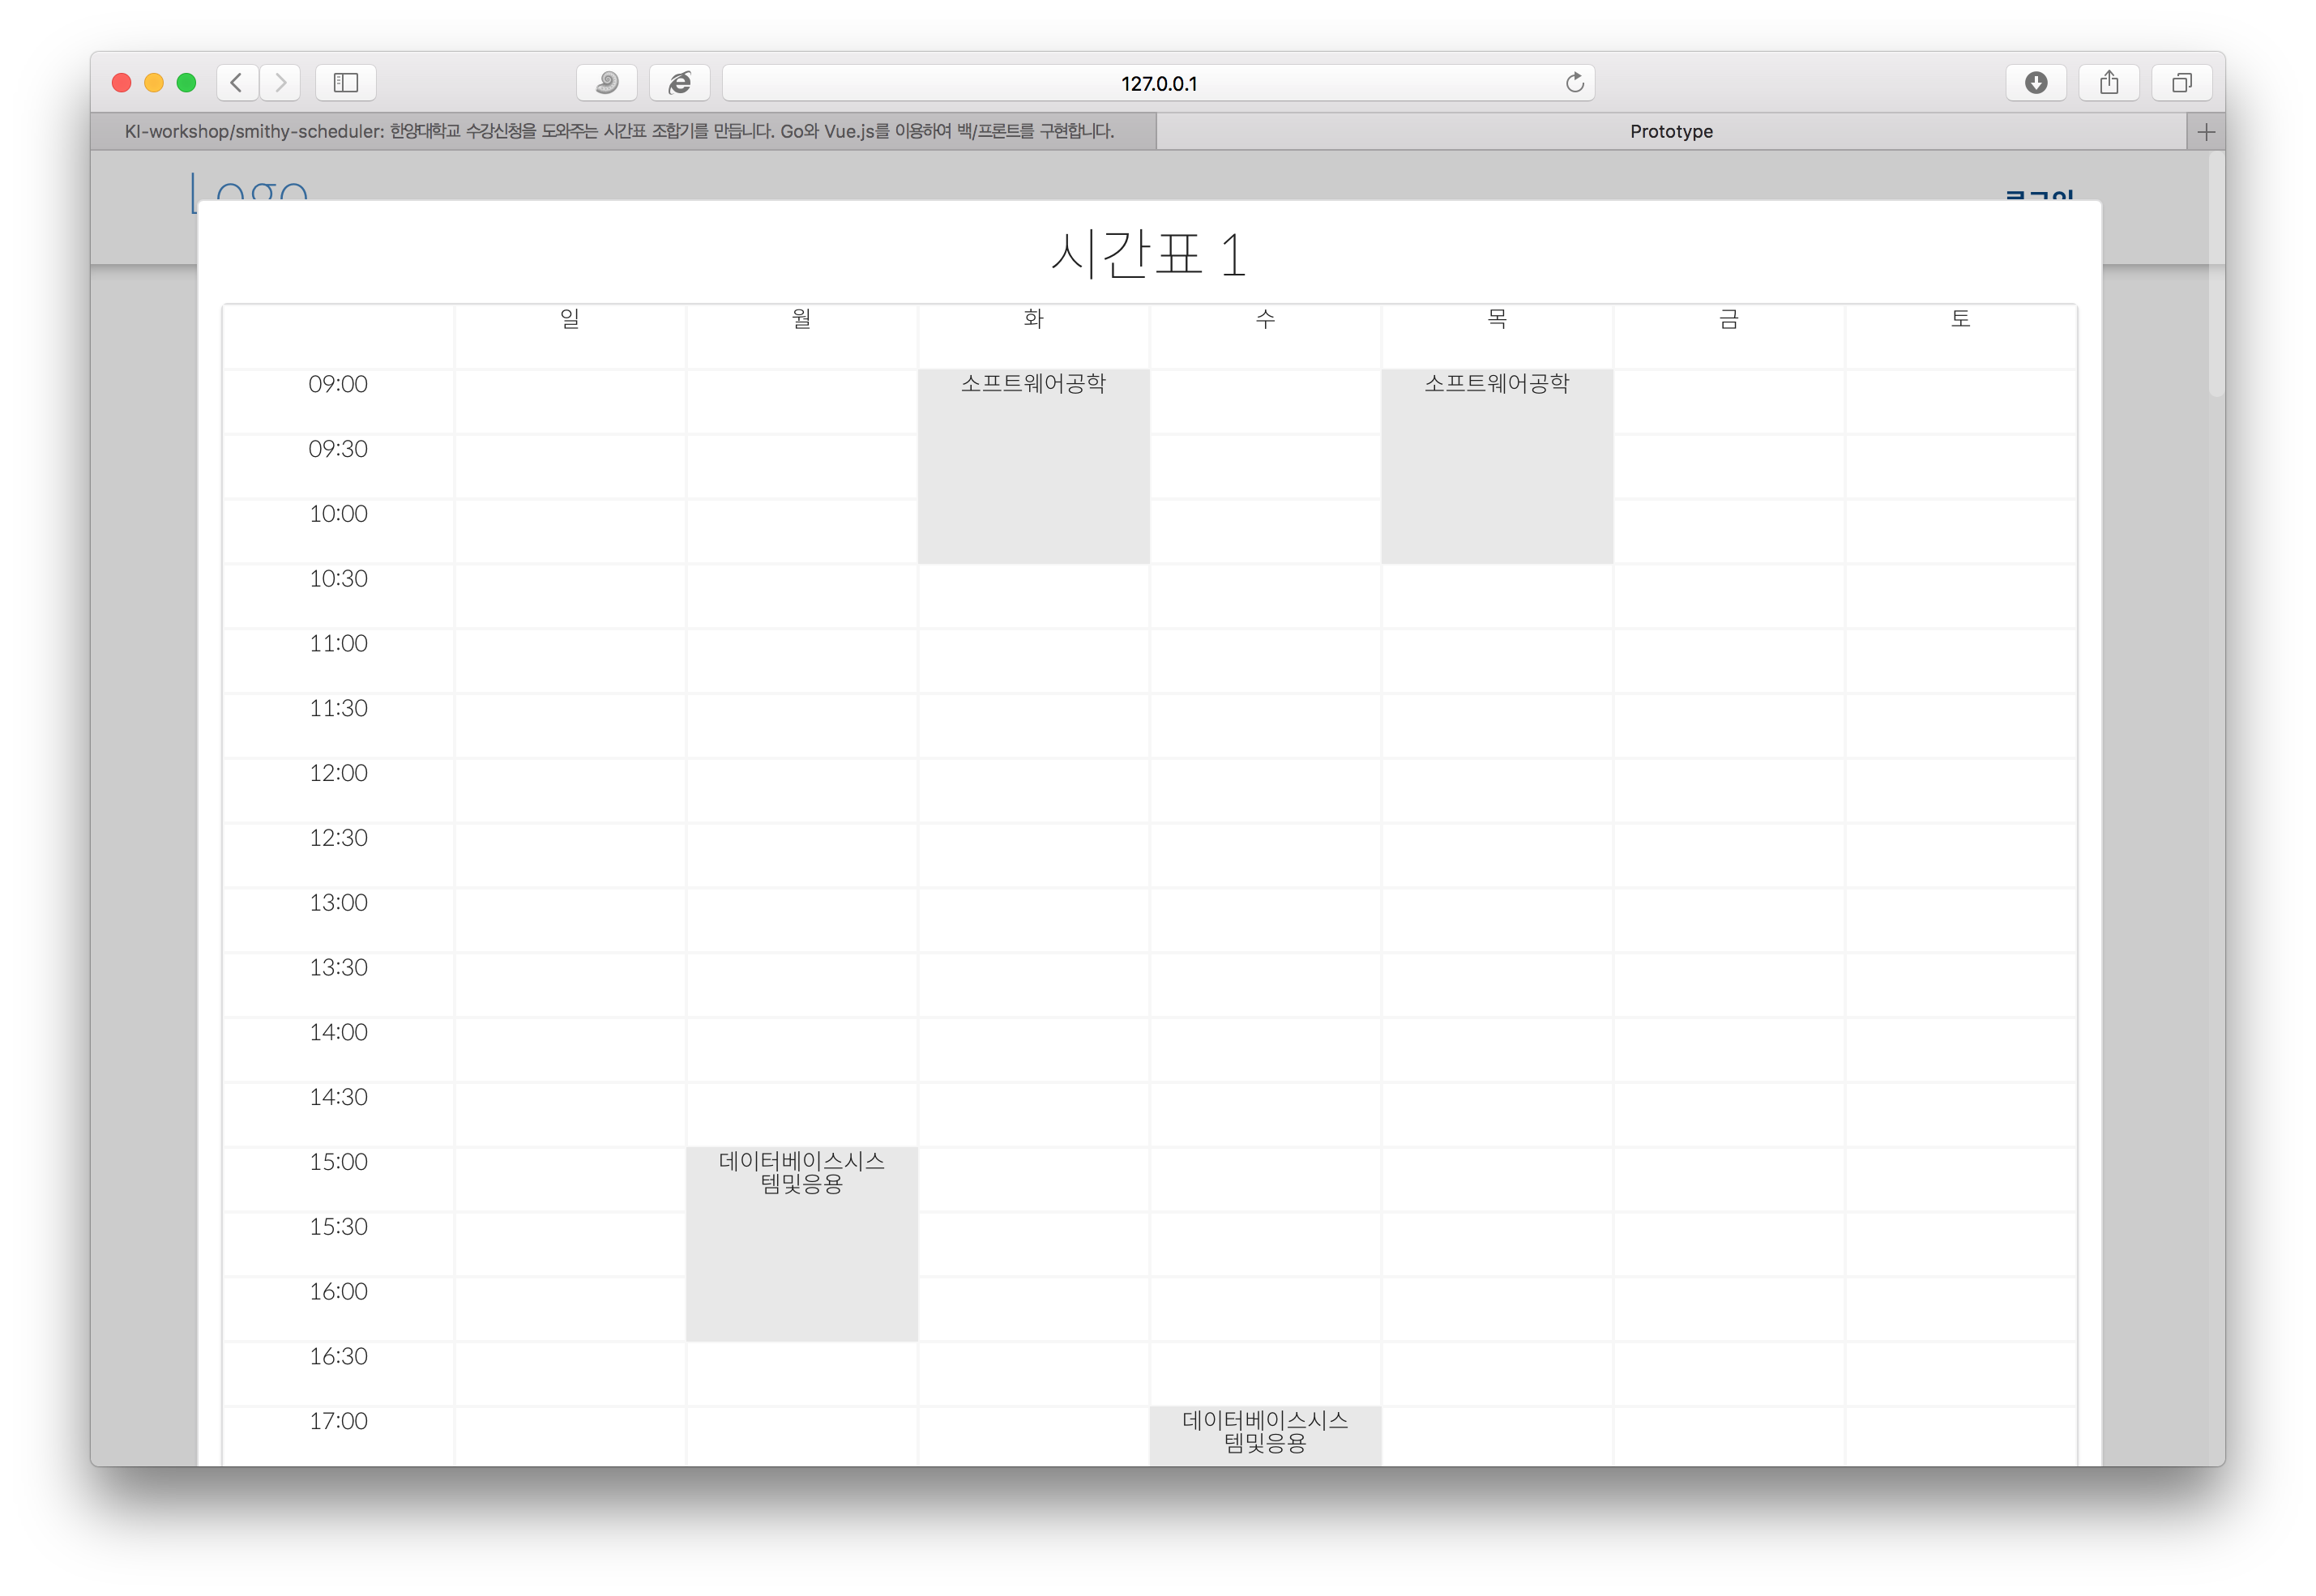 127.0.0.1
KI-workshop/smithy-scheduler: 한양대학교 수강신청을 도와주는 시간표 조합기를 만듭니다. Go와 Vue.js를 이용하여 백/프론트를 구현합니다.
Prototype
Logo
로그인
시간표 1
일 월 화 수 목 금 토
09:00 소프트웨어공학 소프트웨어공학
09:30
10:00
10:30
11:00
11:30
12:00
12:30
13:00
13:30
14:00
14:30
15:00 데이터베이스시스
템및응용
15:30
16:00
16:30
17:00 데이터베이스시스
템및응용